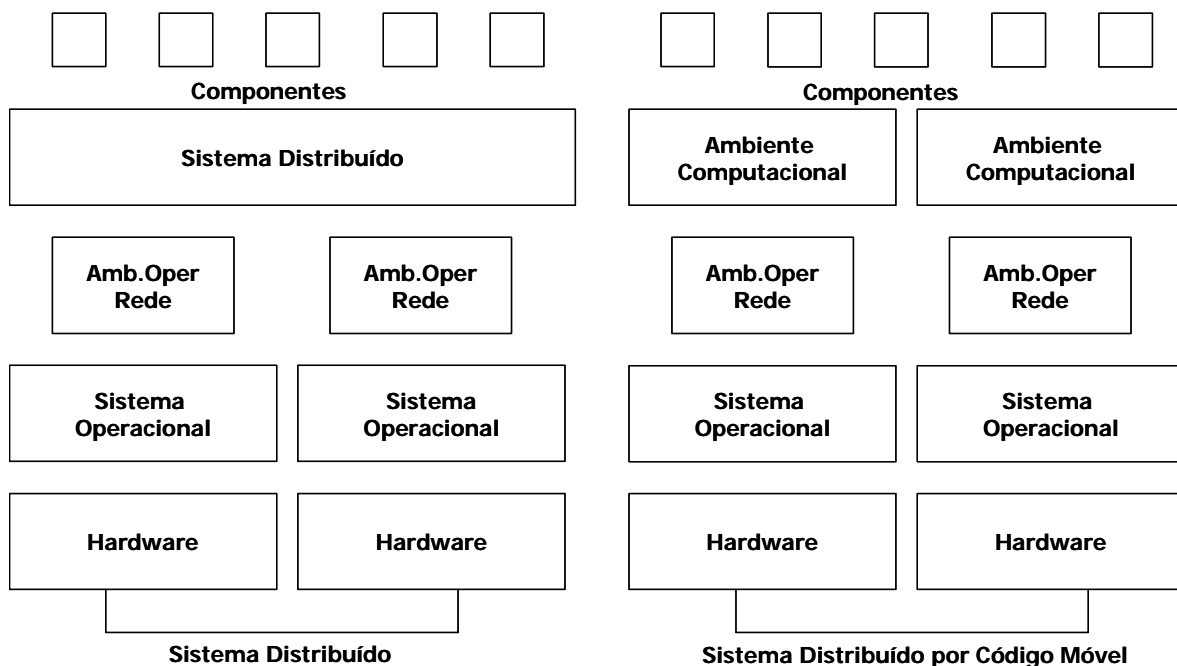 Componentes
Sistema Distribuído
Amb.Oper
Rede
Amb.Oper
Rede
Sistema
Operacional
Sistema
Operacional
Hardware
Hardware
Sistema Distribuído
Componentes
Ambiente
Computacional
Ambiente
Computacional
Amb.Oper
Rede
Amb.Oper
Rede
Sistema
Operacional
Sistema
Operacional
Hardware
Hardware
Sistema Distribuído por Código Móvel